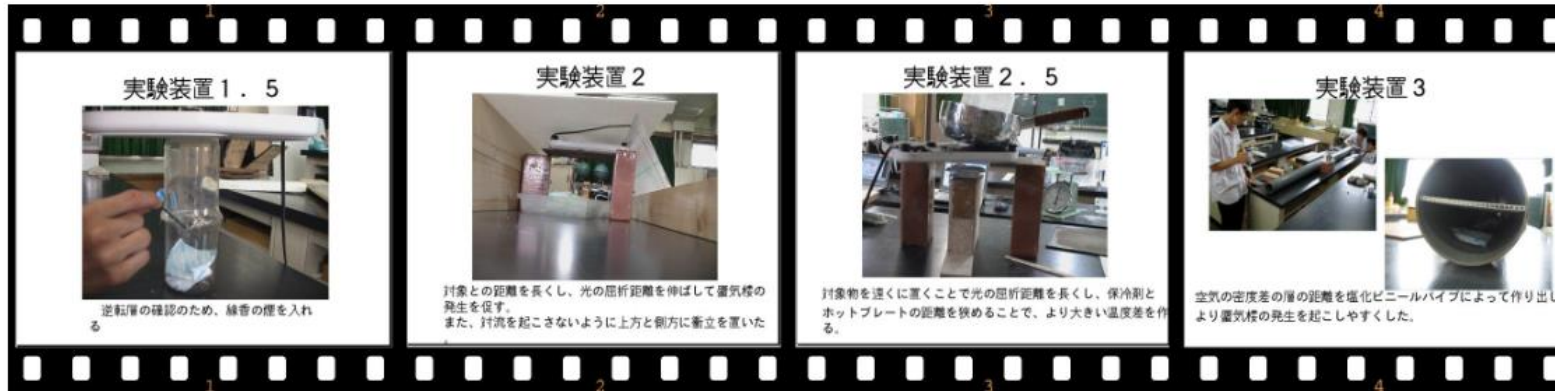 1
2
3
4
実験装置1．5
逆転層の確認のため、線香の煙を入れ
る
実験装置2
対象との距離を長くし、光の屈折距離を伸ばして蜃気楼の
発生を促す。
また、対流を起こさないように上方と側方に衝立を置いた
。
実験装置2．5
対象物を遠くに置くことで光の屈折距離を長くし、保冷剤と
ホットプレートの距離を狭めることで、より大きい温度差を作
る。
実験装置3
空気の密度差の層の距離を塩化ビニールパイプによって作り出し
より蜃気楼の発生を起こしやすくした。
1
2
3
4